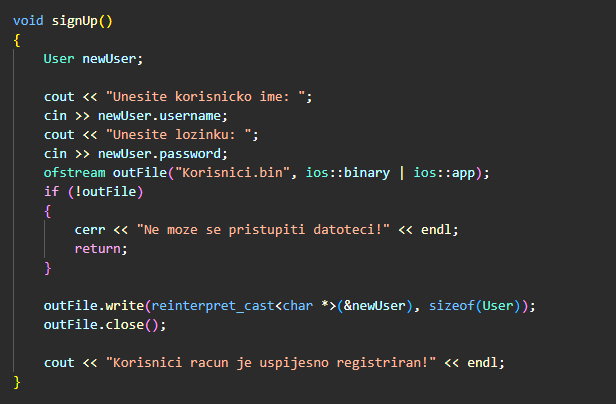 void signUp()
{
    User newUser;

    cout << "Unesite korisnicko ime: ";
    cin >> newUser.username;
    cout << "Unesite lozinku: ";
    cin >> newUser.password;
    ofstream outFile("Korisnici.bin", ios::binary | ios::app);
    if (!outFile)
    {
        cerr << "Ne moze se pristupiti datoteci!" << endl;
        return;
    }

    outFile.write(reinterpret_cast<char *>(&newUser), sizeof(User));
    outFile.close();

    cout << "Korisnici racun je uspijesno registriran!" << endl;
}